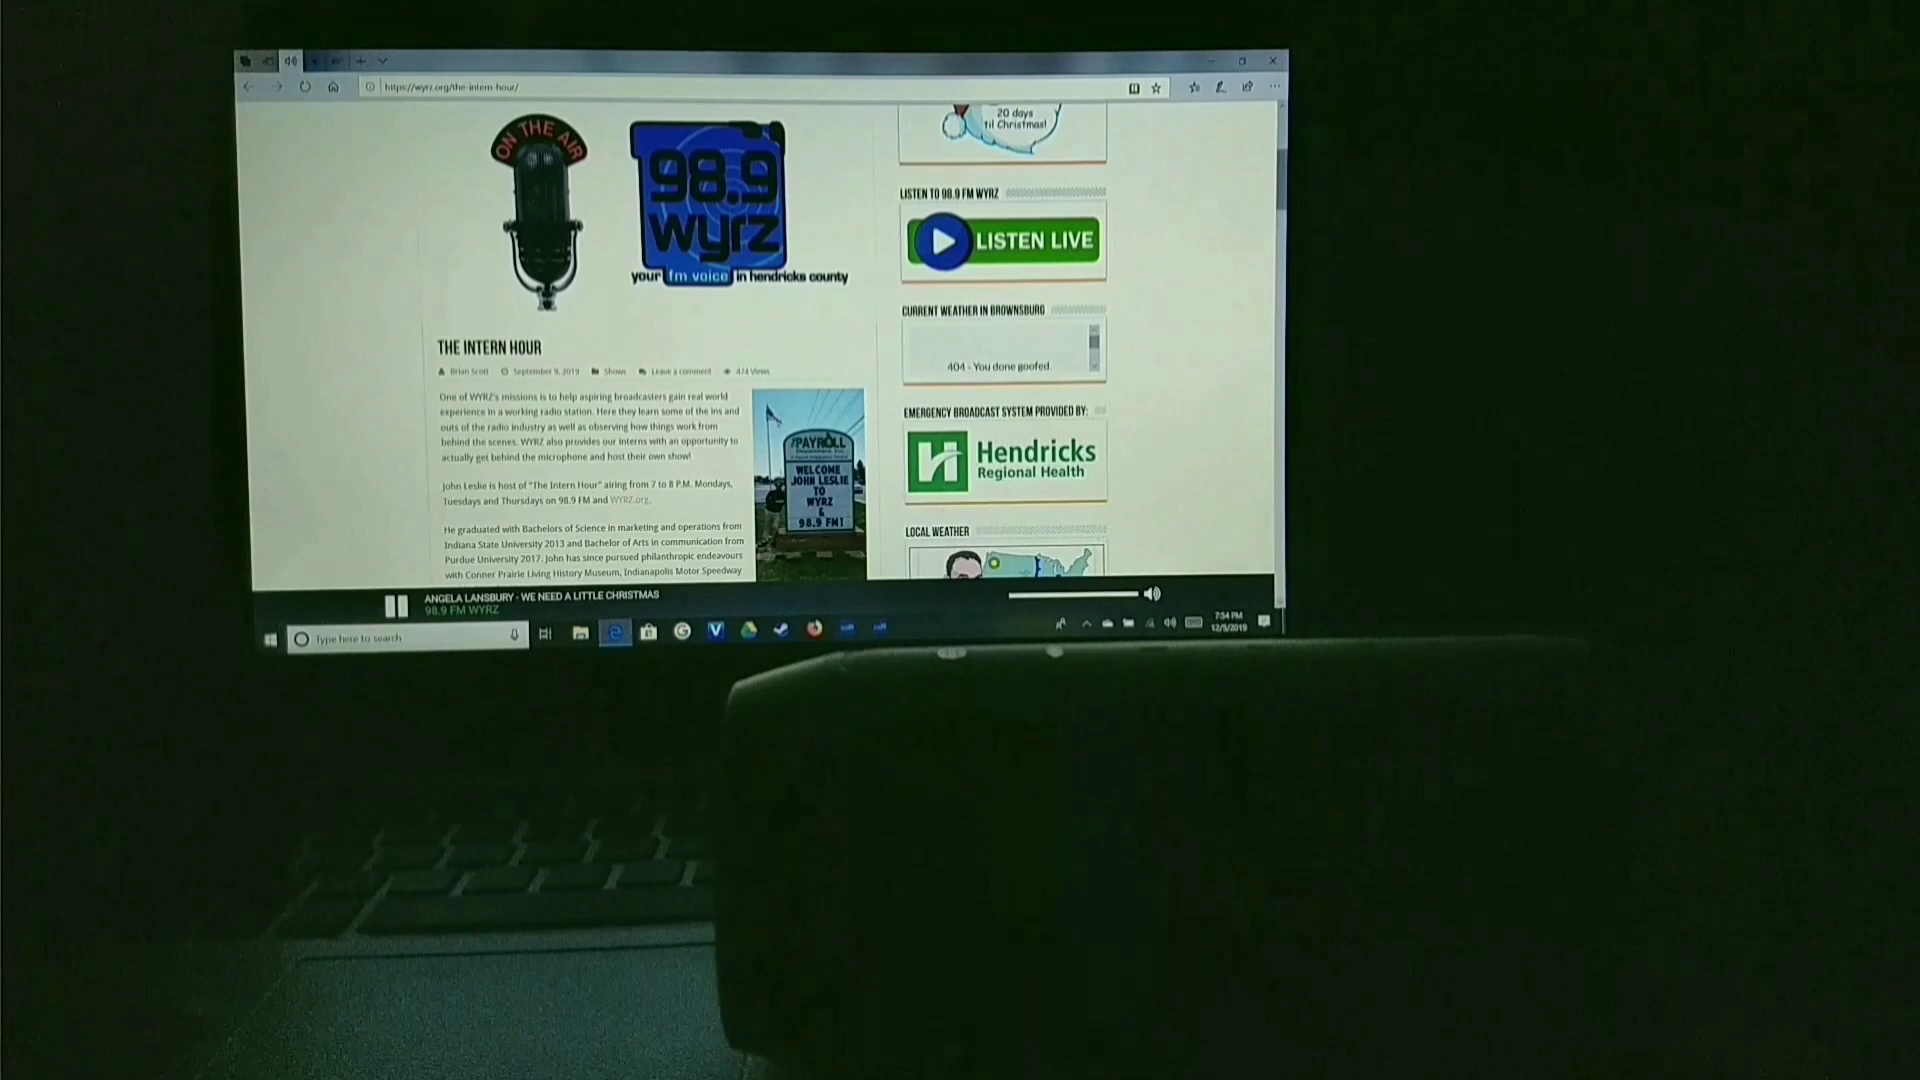 https://wyrz.org/the-intern-hour/
ON THE AIR
98.9
wyrz
your fm voice in hendricks county
THE INTERN HOUR
Brian Scott September 9, 2019 Shows Leave a comment 474 Views
One of WYRZ's missions is to help aspiring broadcasters gain real world
experience in a working radio station. Here they learn some of the ins and
outs of the radio industry as well as observing how things work from
behind the scenes. WYRZ also provides our interns with an opportunity to
actually get behind the microphone and host their own show!
John Leslie is host of "The Intern Hour" airing from 7 to 8 P.M. Mondays,
Tuesdays and Thursdays on 98.9 FM and WYRZ.org.
He graduated with Bachelors of Science in marketing and operations from
Indiana State University 2013 and Bachelor of Arts in communication from
Purdue University 2017. John has since pursued philanthropic endeavours
with Conner Prairie Living History Museum, Indianapolis Motor Speedway
PAYROLL
WELCOME
JOHN LESLIE
TO
WYRZ
&
98.9 FM!
20 days
til Christmas!
LISTEN TO 98.9 FM WYRZ
LISTEN LIVE
CURRENT WEATHER IN BROWNSBURG
404 - You done goofed
EMERGENCY BROADCAST SYSTEM PROVIDED BY:
Hendricks
Regional Health
LOCAL WEATHER
ANGELA LANSBURY - WE NEED A LITTLE CHRISTMAS
98.9 FM WYRZ
Type here to search
7:54 PM
12/5/2019